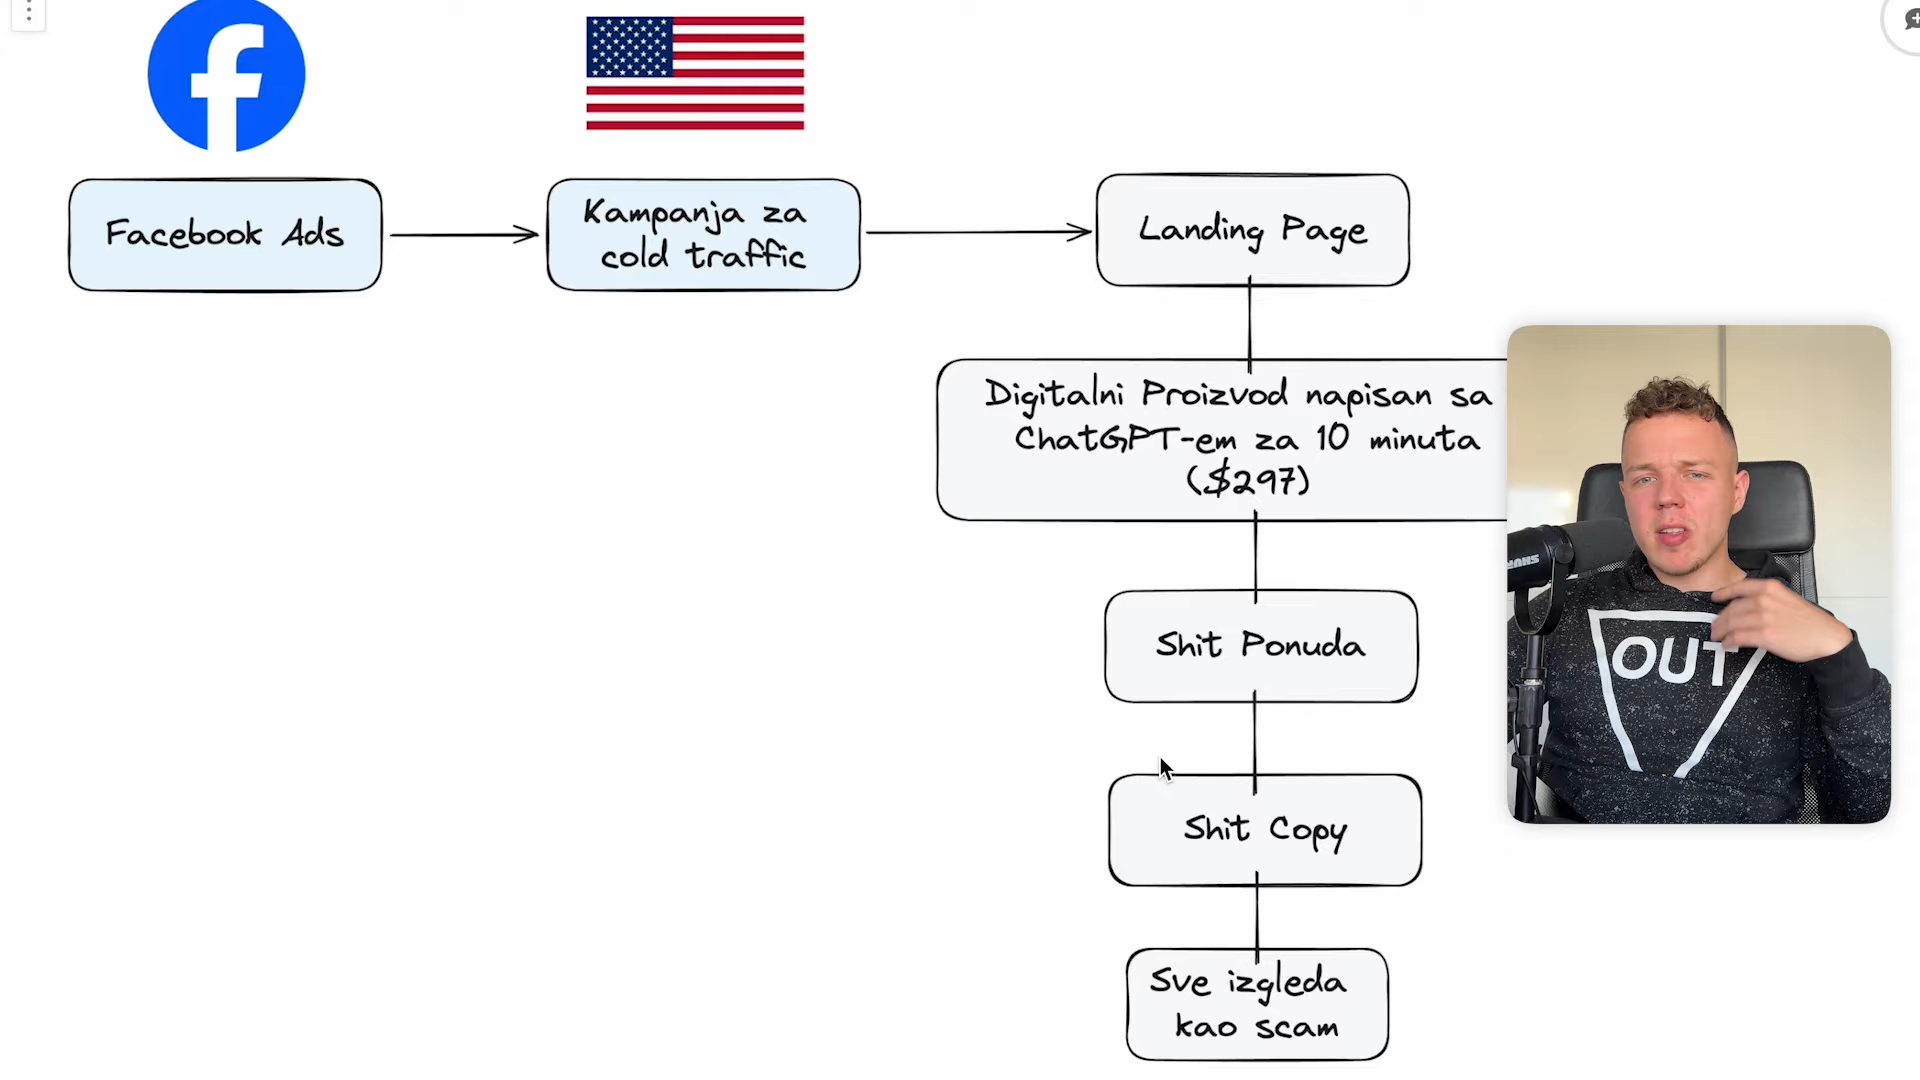 Facebook Ads
Kampanja za
cold traffic
Landing Page
Digitalni Proizvod napisan sa
ChatGPT-em za 10 minuta
($297)
Shit Ponuda
Shit Copy
Sve izgleda
kao scam
SHURE
OUT